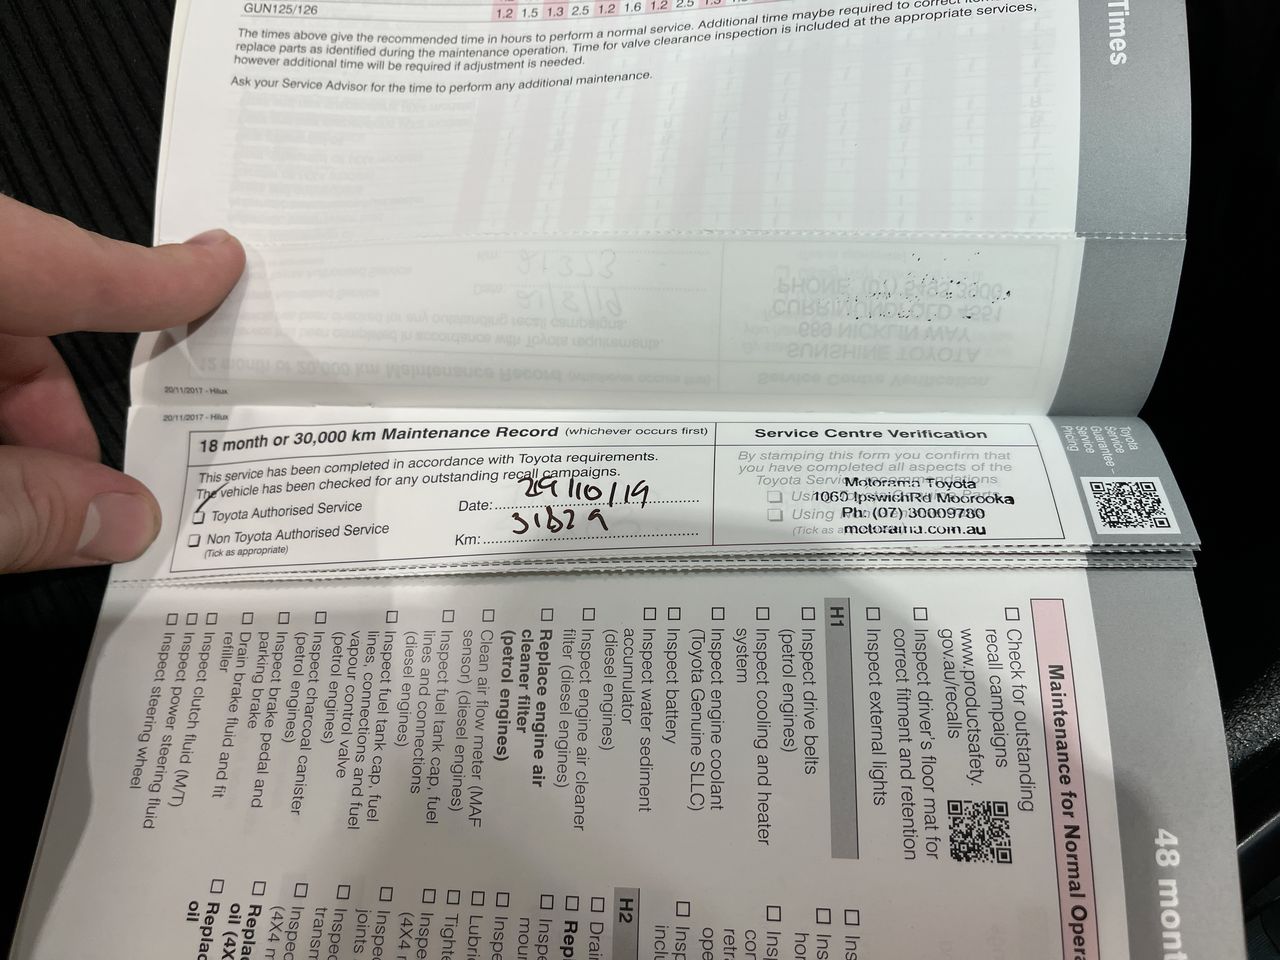 GUN125/126
1.2 1.5 1.3 2.5 1.2 1.6 1.2 2.5
The times above give the recommended time in hours to perform a normal service. Additional time maybe required to correct
replace parts as identified during the maintenance operation. Time for valve clearance inspection is included at the appropriate services,
however additional time will be required if adjustment is needed.
Ask your Service Advisor for the time to perform any additional maintenance.
Times
20/11/2017 - Hilux
20/11/2017 - Hilux
18 month or 30,000 km Maintenance Record (whichever occurs first)
This service has been completed in accordance with Toyota requirements.
The vehicle has been checked for any outstanding recall campaigns.
Toyota Authorised Service
Non Toyota Authorised Service
(Tick as appropriate)
Date: 29/10/19
Km: 31829
Service Centre Verification
By stamping this form you confirm that
you have completed all aspects of the
Toyota
Motorama Toyota
1060 IpswichRd Moorooka
Ph: (07) 30009780
motorama.com.au
Using
(Tick as
Toyota
Service
Guarantee -
Service
Pricing
48
Maintenance for Normal
Check for outstanding
recall campaigns
www.productsafety.
gov.au/recalls
Inspect driver's floor mat for
correct fitment and retention
Inspect external lights
H1
Inspect drive belts
(petrol engines)
Inspect cooling and heater
system
Inspect engine coolant
(Toyota Genuine SLLC)
Inspect battery
Inspect water sediment
accumulator
(diesel engines)
Inspect engine air cleaner
filter (diesel engines)
Replace engine air
cleaner filter
(petrol engines)
Clean air flow meter (MAF
sensor) (diesel engines)
Inspect fuel tank cap, fuel
lines and connections
(diesel engines)
Inspect fuel tank cap, fuel
lines, connections and fuel
vapour control valve
(petrol engines)
Inspect charcoal canister
(petrol engines)
Inspect brake pedal and
parking brake
Drain brake fluid and fit
refiller
Inspect clutch fluid (M/T)
Inspect power steering fluid
Inspect steering wheel
H2
joints
(4X4
oil (4X
oil